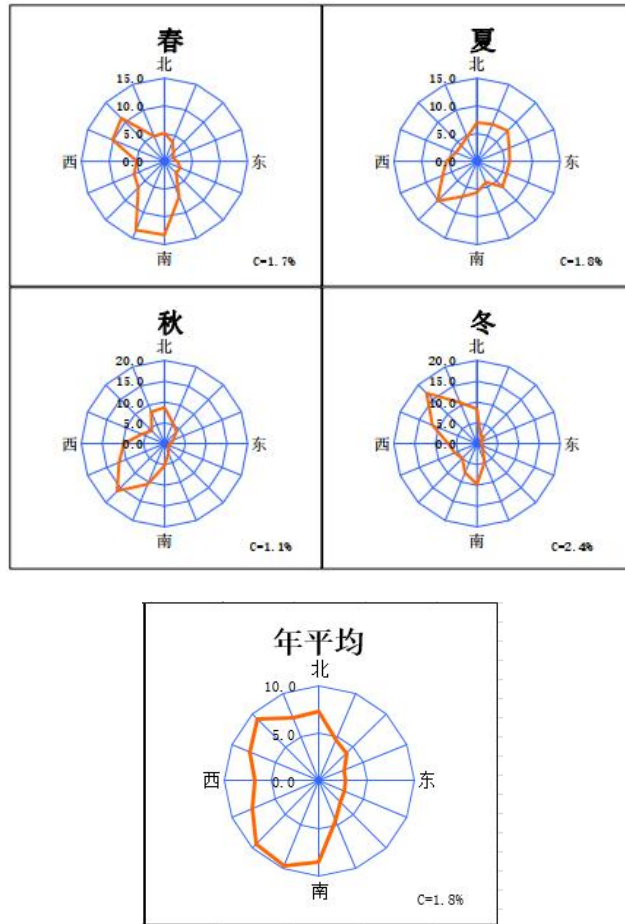 春
北
15.0
10.0
5.0
西 0.0 东
南
C=1.7%
夏
北
15.0
10.0
5.0
西 0.0 东
南
C=1.8%
秋
北
20.0
15.0
10.0
5.0
西 0.0 东
南
C=1.1%
冬
北
20.0
15.0
10.0
5.0
西 0.0 东
南
C=2.4%
年平均
北
10.0
5.0
西 0.0 东
南
C=1.8%